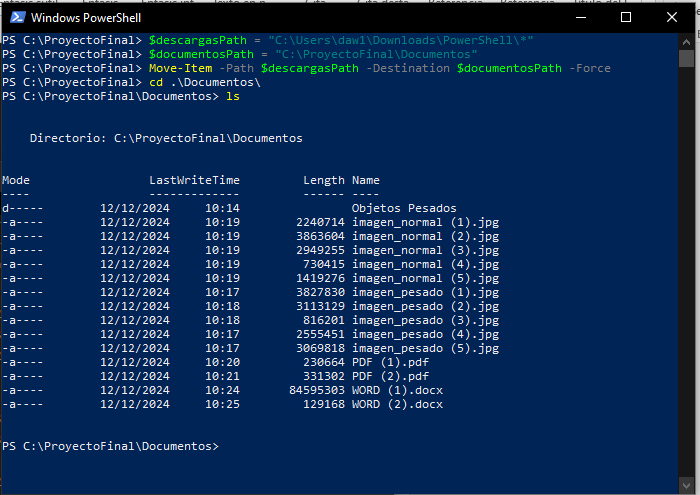 Windows PowerShell
PS C:\ProyectoFinal> $descargasPath = "C:\Users\daw1\Downloads\PowerShell\*"
PS C:\ProyectoFinal> $documentosPath = "C:\ProyectoFinal\Documentos"
PS C:\ProyectoFinal> Move-Item -Path $descargasPath -Destination $documentosPath -Force
PS C:\ProyectoFinal> cd .\Documentos\
PS C:\ProyectoFinal\Documentos> ls
Directorio: C:\ProyectoFinal\Documentos
Mode LastWriteTime Length Name
---- ------------- ------ ----
d----- 12/12/2024 10:14 Objetos Pesados
-a---- 12/12/2024 10:19 2240714 imagen_normal (1).jpg
-a---- 12/12/2024 10:19 3863604 imagen_normal (2).jpg
-a---- 12/12/2024 10:19 2949255 imagen_normal (3).jpg
-a---- 12/12/2024 10:19 730415 imagen_normal (4).jpg
-a---- 12/12/2024 10:19 1419276 imagen_normal (5).jpg
-a---- 12/12/2024 10:17 3827830 imagen_pesado (1).jpg
-a---- 12/12/2024 10:18 3113129 imagen_pesado (2).jpg
-a---- 12/12/2024 10:18 816201 imagen_pesado (3).jpg
-a---- 12/12/2024 10:17 2555451 imagen_pesado (4).jpg
-a---- 12/12/2024 10:17 3069818 imagen_pesado (5).jpg
-a---- 12/12/2024 10:20 230664 PDF (1).pdf
-a---- 12/12/2024 10:21 331302 PDF (2).pdf
-a---- 12/12/2024 10:24 84595303 WORD (1).docx
-a---- 12/12/2024 10:25 129168 WORD (2).docx
PS C:\ProyectoFinal\Documentos>